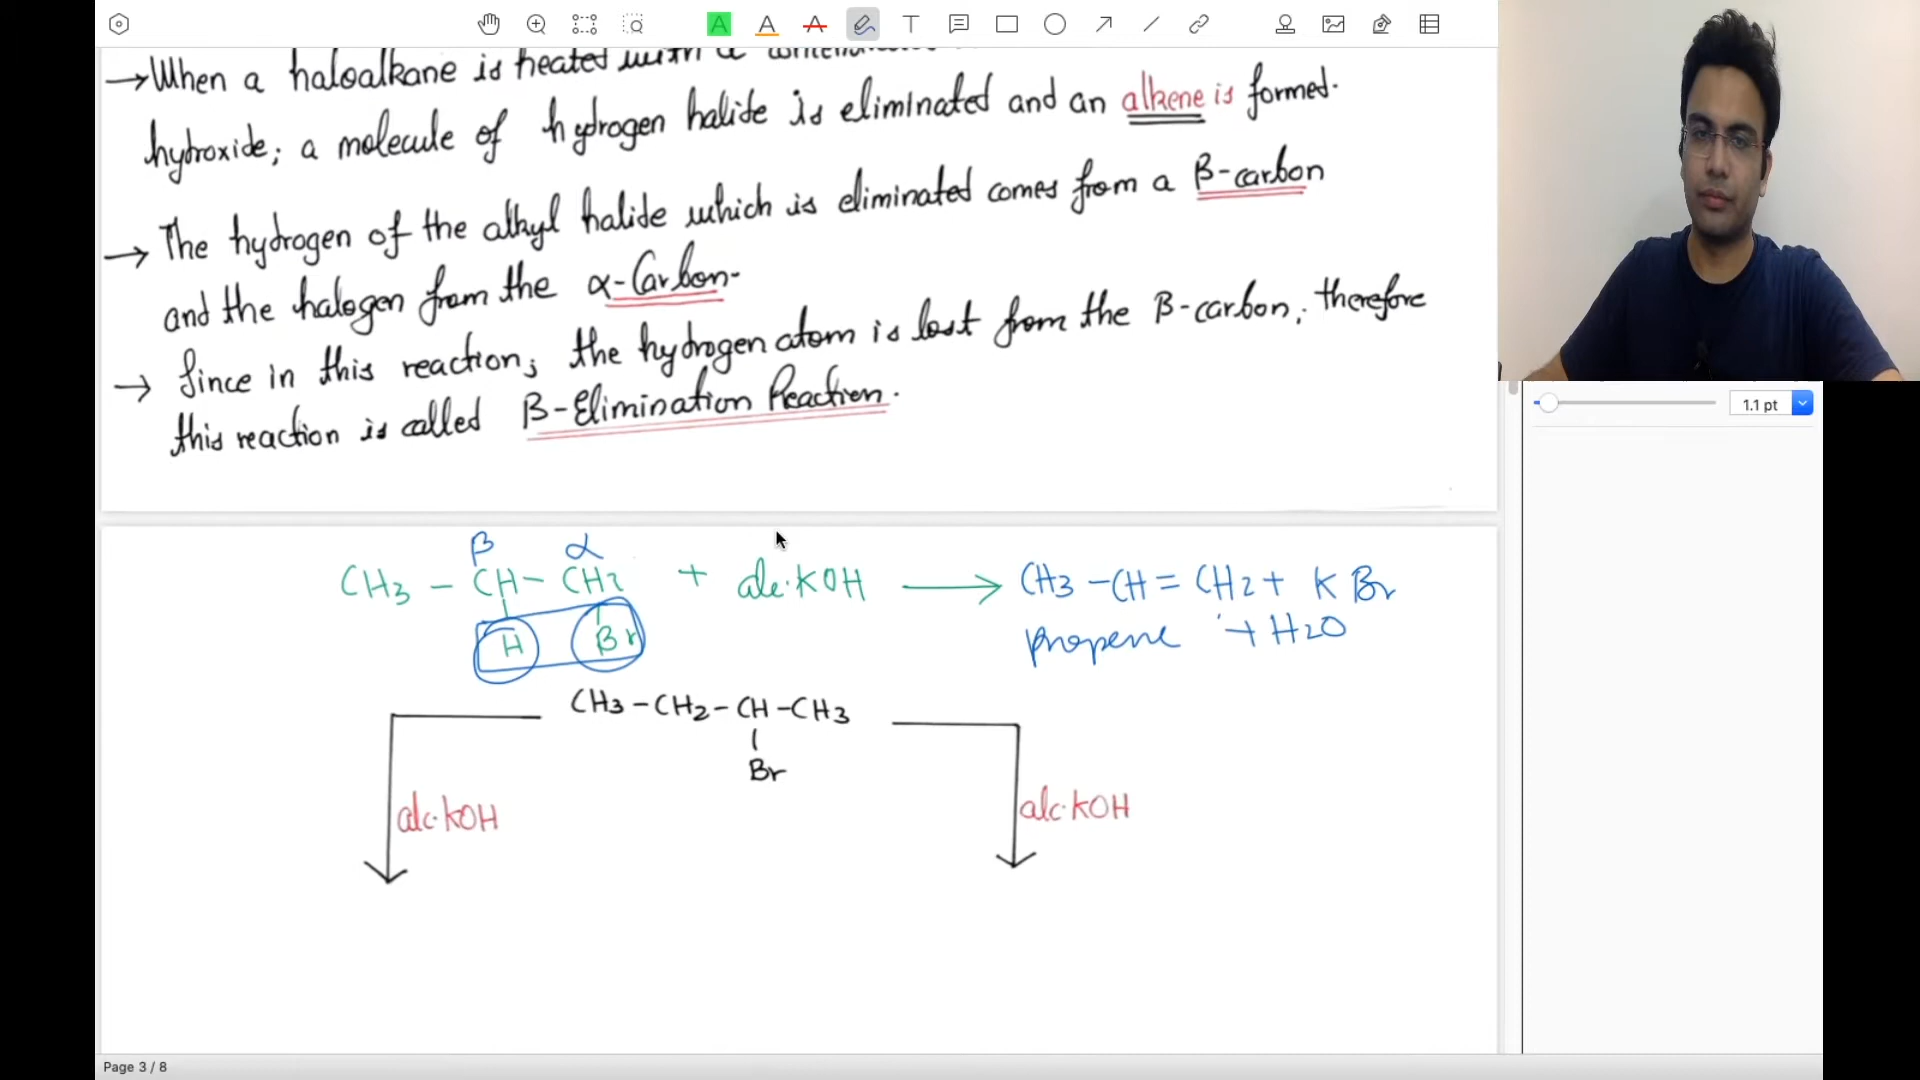 → When a haloalkane is heated with a
hydroxide; a molecule of hydrogen halide is eliminated and an alkene is formed.
→ The hydrogen of the alkyl halide which is eliminated comes from a β-carbon
and the halogen from the α-Carbon.
→ Since in this reaction; the hydrogen atom is lost from the β-carbon; therefore
this reaction is called β-Elimination Reaction.
1.1 pt
β α
CH3 - CH - CH2 + alc. KOH → CH3 - CH = CH2 + K Br
H Br propene + H2O
CH3 - CH2 - CH - CH3
Br
alc. KOH alc. KOH
Page 3 / 8